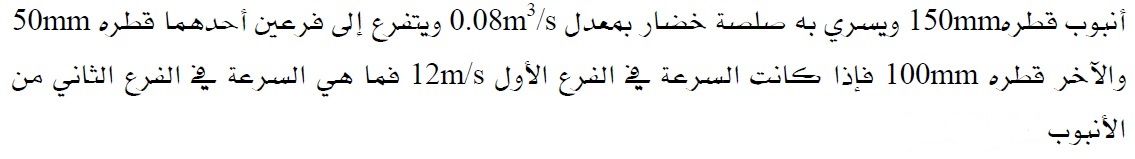 أنبوب قطره150mm ويسري به صلصة خضار بمعدل 0.08m³/s ويتفرع إلى فرعين أحدهما قطره 50mm
والآخر قطره 100mm فإذا كانت السرعة في الفرع الأول 12m/s فما هي السرعة في الفرع الثاني من
الأنبوب